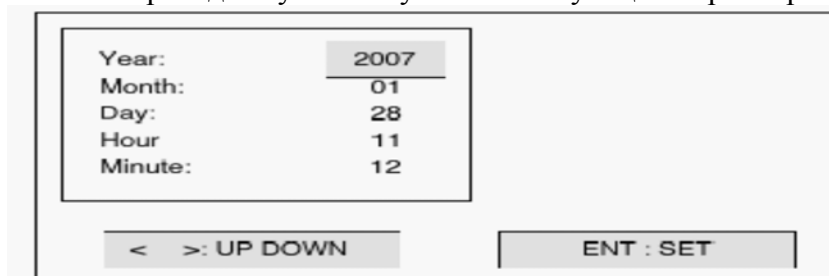 Year: 2007
Month: 01
Day: 28
Hour 11
Minute: 12
< >: UP DOWN ENT : SET